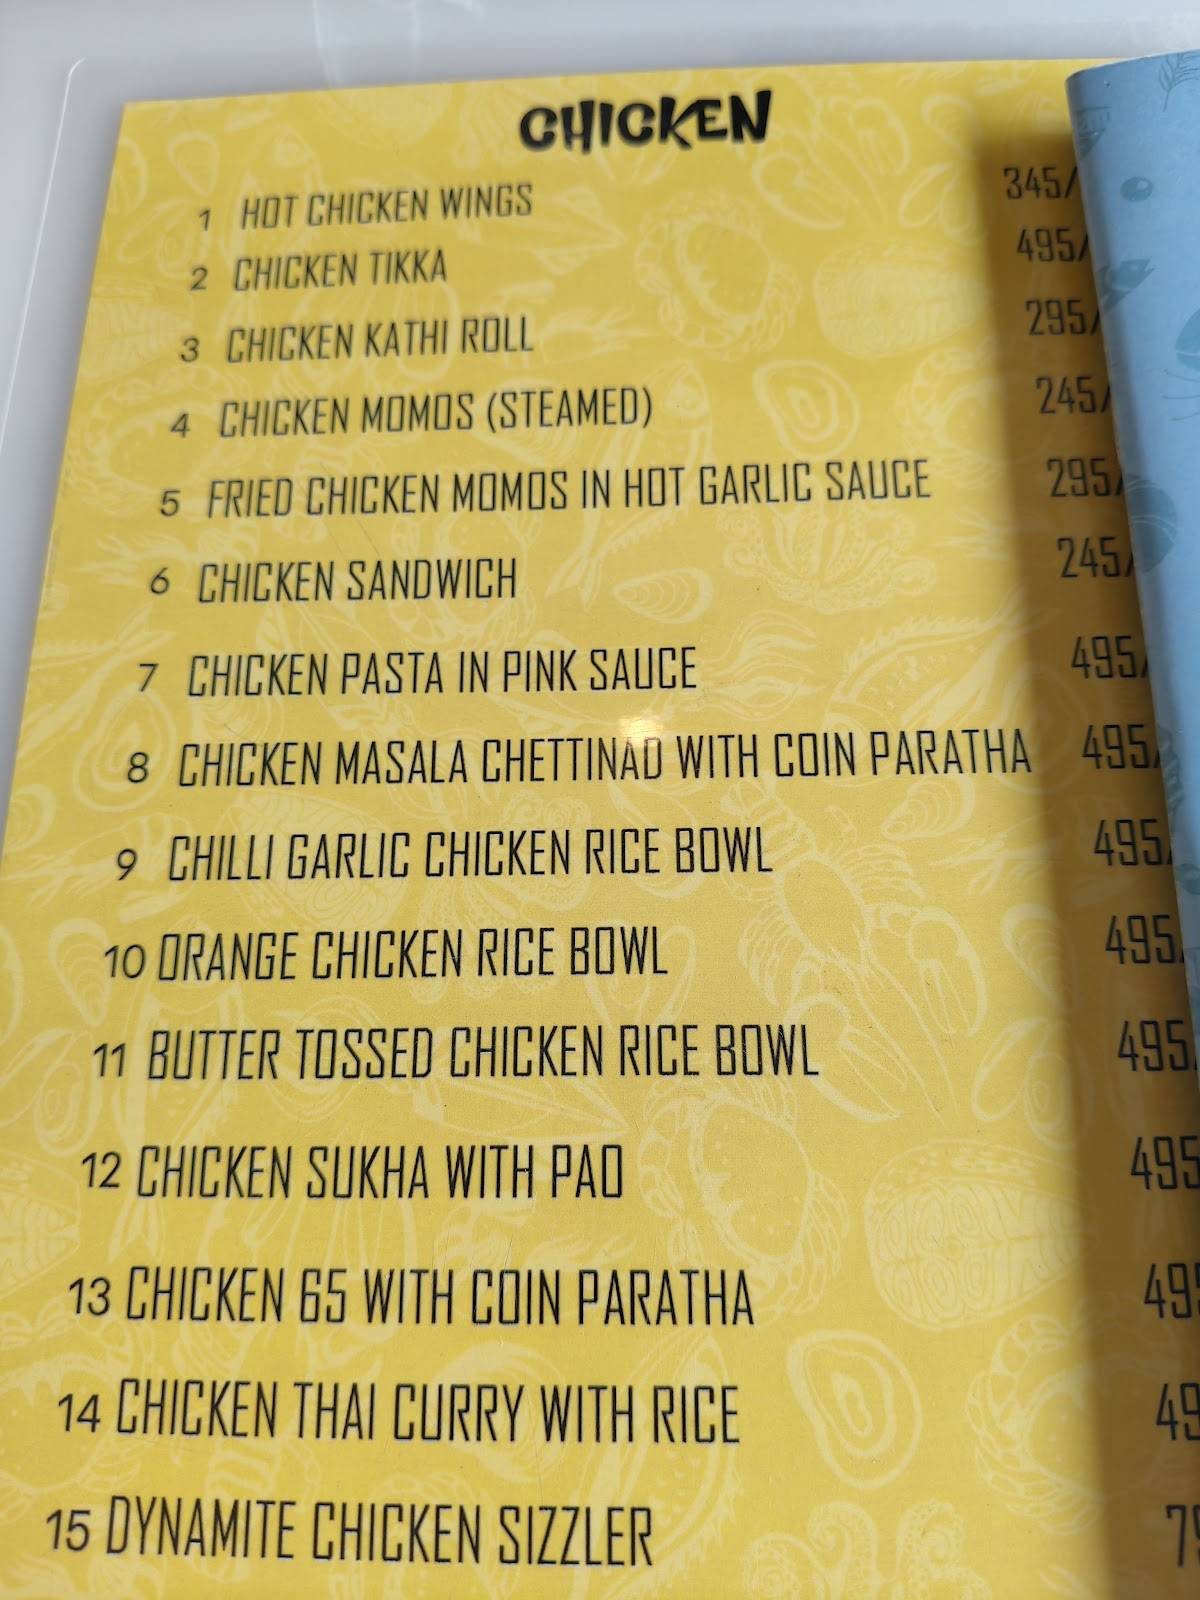 CHICKEN
1 HOT CHICKEN WINGS 345/
2 CHICKEN TIKKA 495/
3 CHICKEN KATHI ROLL 295/
4 CHICKEN MOMOS (STEAMED) 245/
5 FRIED CHICKEN MOMOS IN HOT GARLIC SAUCE 295/
6 CHICKEN SANDWICH 245/
7 CHICKEN PASTA IN PINK SAUCE 495/
8 CHICKEN MASALA CHETTINAD WITH COIN PARATHA 495/
9 CHILLI GARLIC CHICKEN RICE BOWL 495/
10 ORANGE CHICKEN RICE BOWL 495/
11 BUTTER TOSSED CHICKEN RICE BOWL 495/
12 CHICKEN SUKHA WITH PAO 495
13 CHICKEN 65 WITH COIN PARATHA 495
14 CHICKEN THAI CURRY WITH RICE 49
15 DYNAMITE CHICKEN SIZZLER